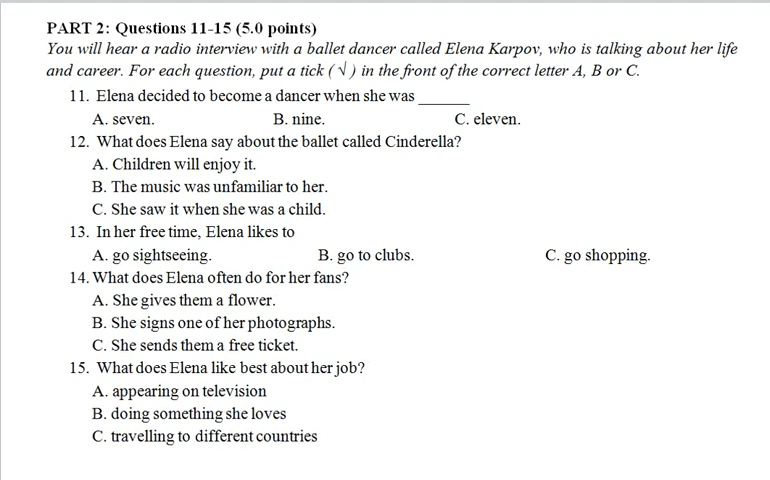 PART 2: Questions 11-15 (5.0 points)
You will hear a radio interview with a ballet dancer called Elena Karpov, who is talking about her life
and career. For each question, put a tick ( √ ) in the front of the correct letter A, B or C.
11. Elena decided to become a dancer when she was ______
A. seven. B. nine. C. eleven.
12. What does Elena say about the ballet called Cinderella?
A. Children will enjoy it.
B. The music was unfamiliar to her.
C. She saw it when she was a child.
13. In her free time, Elena likes to
A. go sightseeing. B. go to clubs. C. go shopping.
14. What does Elena often do for her fans?
A. She gives them a flower.
B. She signs one of her photographs.
C. She sends them a free ticket.
15. What does Elena like best about her job?
A. appearing on television
B. doing something she loves
C. travelling to different countries